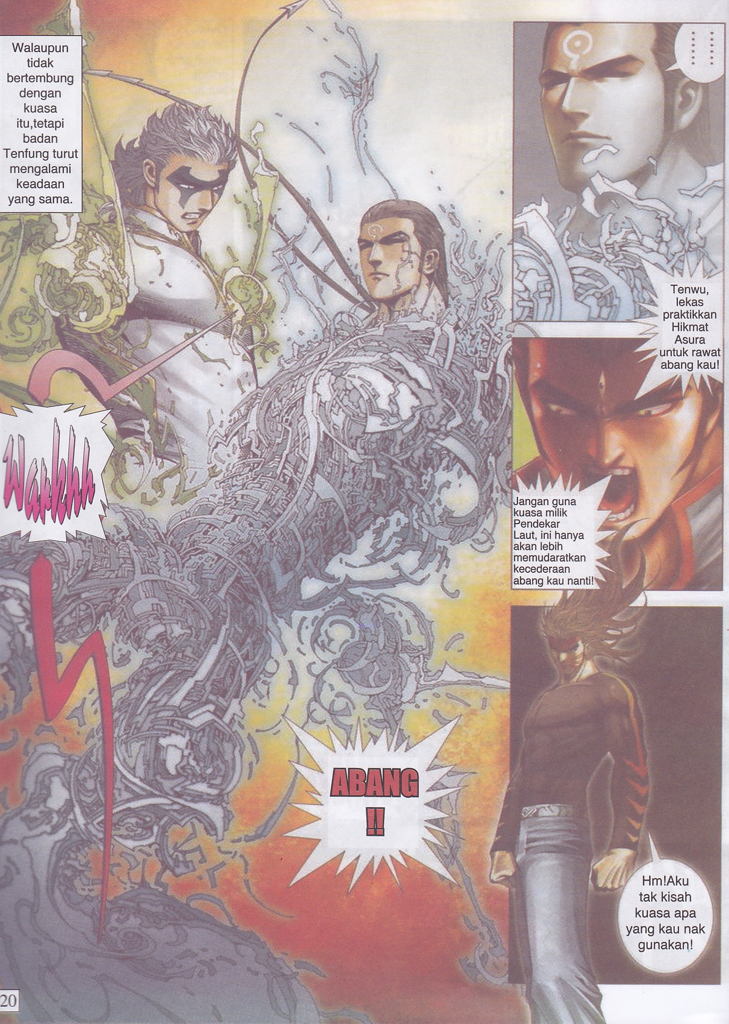 Walaupun
tidak
bertembung
dengan
kuasa
itu,tetapi
badan
Tenfung turut
mengalami
keadaan
yang sama.
Warkhh
ABANG
!!
Tenwu,
lekas
praktikkan
Hikmat
Asura
untuk rawat
abang kau!
Jangan guna
kuasa milik
Pendekar
Laut, ini hanya
akan lebih
memudaratkan
kecederaan
abang kau nanti!
Hm!Aku
tak kisah
kuasa apa
yang kau nak
gunakan!
20